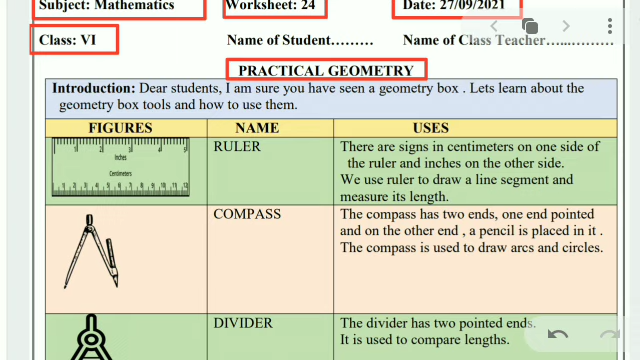 Subject: Mathematics Worksheet: 24 Date: 27/09/2021
Class: VI Name of Student……… Name of Class Teacher…...………
PRACTICAL GEOMETRY
Introduction: Dear students, I am sure you have seen a geometry box . Lets learn about the
geometry box tools and how to use them.
FIGURES NAME USES
Inches
Centimeters
RULER
There are signs in centimeters on one side of
the ruler and inches on the other side.
We use ruler to draw a line segment and
measure its length.
COMPASS
The compass has two ends, one end pointed
and on the other end , a pencil is placed in it .
The compass is used to draw arcs and circles.
DIVIDER
The divider has two pointed ends.
It is used to compare lengths.